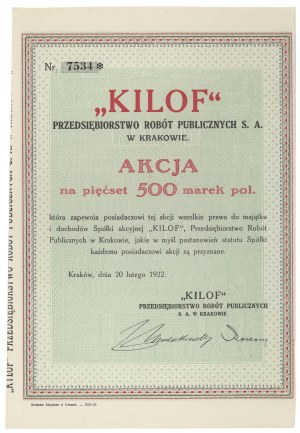 Nr. 7534 *
„KILOF“
PRZEDSIĘBIORSTWO ROBÓT PUBLICZNYCH S. A.
W KRAKOWIE.
AKCJA
na pięćset 500 marek pol.
która zapewnia posiadaczowi tej akcji wszelkie prawa do majątku
i dochodów Spółki akcyjnej „KILOF“, Przedsiębiorstwo Robót
Publicznych w Krakowie, jakie w myśl postanowień statutu Spółki
każdemu posiadaczowi akcji są przyznane.
Kraków, dnia 20 lutego 1922.
„KILOF“
PRZEDSIĘBIORSTWO ROBÓT PUBLICZNYCH
S. A. W KRAKOWIE.
„KILOF“ PRZEDSIĘBIORSTWO ROBÓT PUBLICZNYCH S. A. W